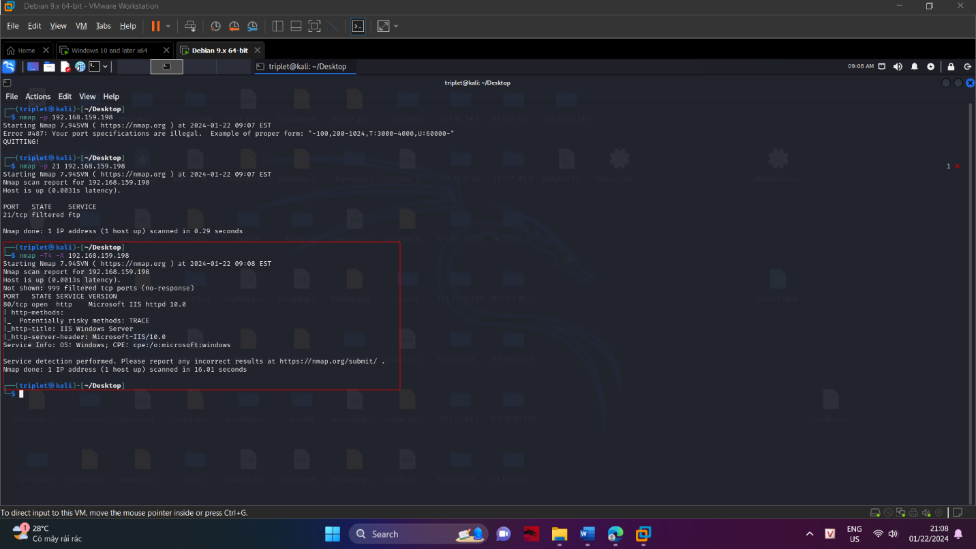 Debian 9.x 64-bit - VMware Workstation
File Edit View VM Tabs Help
Home Windows 10 and later x64 Debian 9.x 64-bit
triplet@kali: ~/Desktop 09:08 AM
triplet@kali: ~/Desktop
File Actions Edit View Help
┌──(triplet㉿kali)-[~/Desktop]
└─$ nmap -p 192.168.159.198
Starting Nmap 7.94SVN ( https://nmap.org ) at 2024-01-22 09:07 EST
Error #487: Your port specifications are illegal. Example of proper form: "-100,200-1024,T:3000-4000,U:60000-"
QUITTING!
┌──(triplet㉿kali)-[~/Desktop]
└─$ nmap -p 21 192.168.159.198
1
Starting Nmap 7.94SVN ( https://nmap.org ) at 2024-01-22 09:07 EST
Nmap scan report for 192.168.159.198
Host is up (0.0031s latency).
PORT STATE SERVICE
21/tcp filtered ftp
Nmap done: 1 IP address (1 host up) scanned in 0.29 seconds
┌──(triplet㉿kali)-[~/Desktop]
└─$ nmap -T4 -A 192.168.159.198
Starting Nmap 7.94SVN ( https://nmap.org ) at 2024-01-22 09:08 EST
Nmap scan report for 192.168.159.198
Host is up (0.0013s latency).
Not shown: 999 filtered tcp ports (no-response)
PORT STATE SERVICE VERSION
80/tcp open http Microsoft IIS httpd 10.0
| http-methods:
|_ Potentially risky methods: TRACE
|_http-title: IIS Windows Server
|_http-server-header: Microsoft-IIS/10.0
Service Info: OS: Windows; CPE: cpe:/o:microsoft:windows
Service detection performed. Please report any incorrect results at https://nmap.org/submit/ .
Nmap done: 1 IP address (1 host up) scanned in 16.01 seconds
┌──(triplet㉿kali)-[~/Desktop]
└─$
To direct input to this VM, move the mouse pointer inside or press Ctrl+G.
1
28°C
Có mây rải rác
Search
V
ENG
US
21:08
01/22/2024